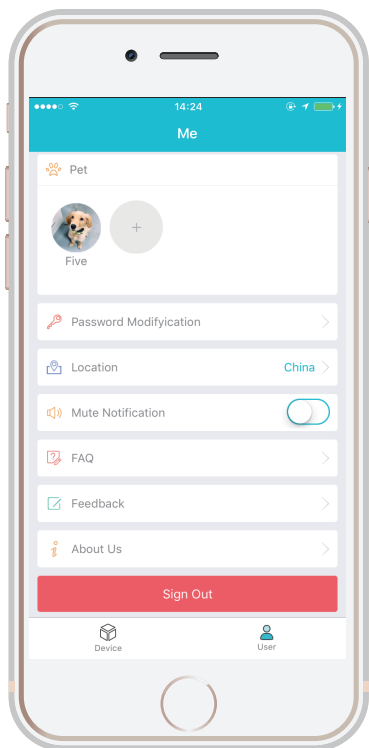 14:24
Me
Pet
+
Five
Password Modifyication
Location China
Mute Notification
FAQ
Feedback
About Us
Sign Out
Device User